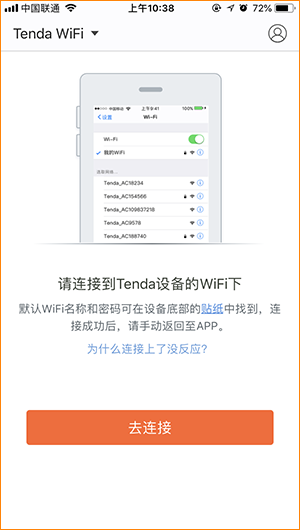 中国联通 上午10:38 72%
Tenda WiFi
中国移动 上午9:41 100%
设置 Wi-Fi
Wi-Fi
我的WiFi
选取网络...
Tenda_AC18234
Tenda_AC154566
Tenda_AC109837218
Tenda_AC9578
Tenda_AC188740
请连接到Tenda设备的WiFi下
默认WiFi名称和密码可在设备底部的贴纸中找到，连
接成功后，请手动返回至APP。
为什么连接上了没反应?
去连接